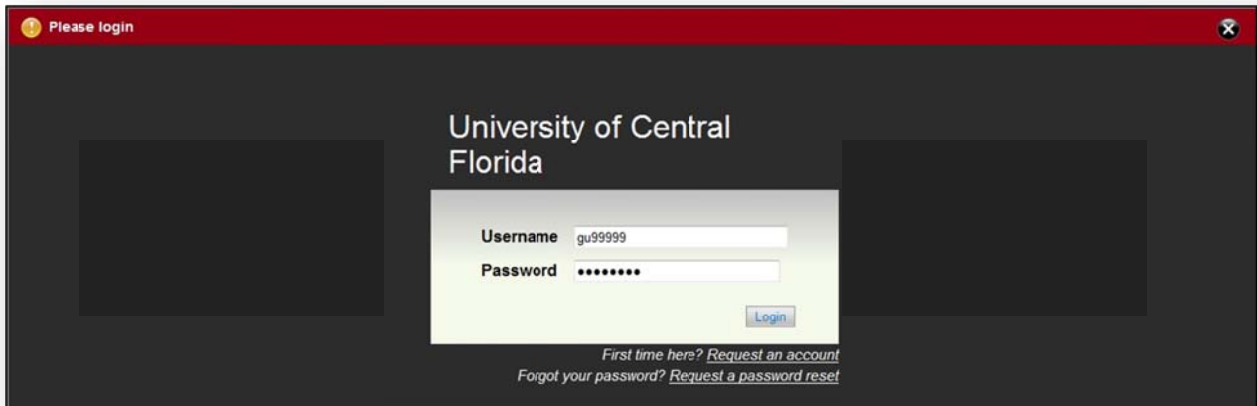 Please login
University of Central
Florida
Username gu99999
Password ••••••••
Login
First time here? Request an account
Forgot your password? Request a password reset